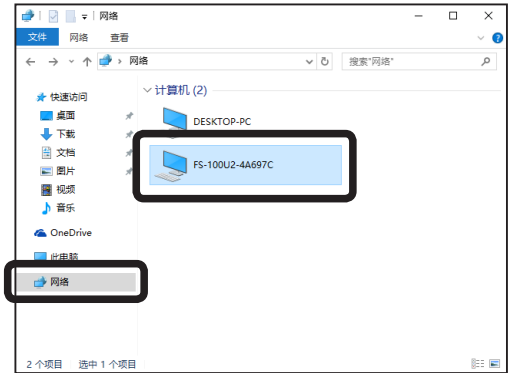 网络
文件 网络 查看
网络
搜索"网络"
快速访问
桌面
下载
文档
图片
视频
音乐
OneDrive
此电脑
网络
计算机 (2)
DESKTOP-PC
FS-100U2-4A697C
2 个项目 选中 1 个项目